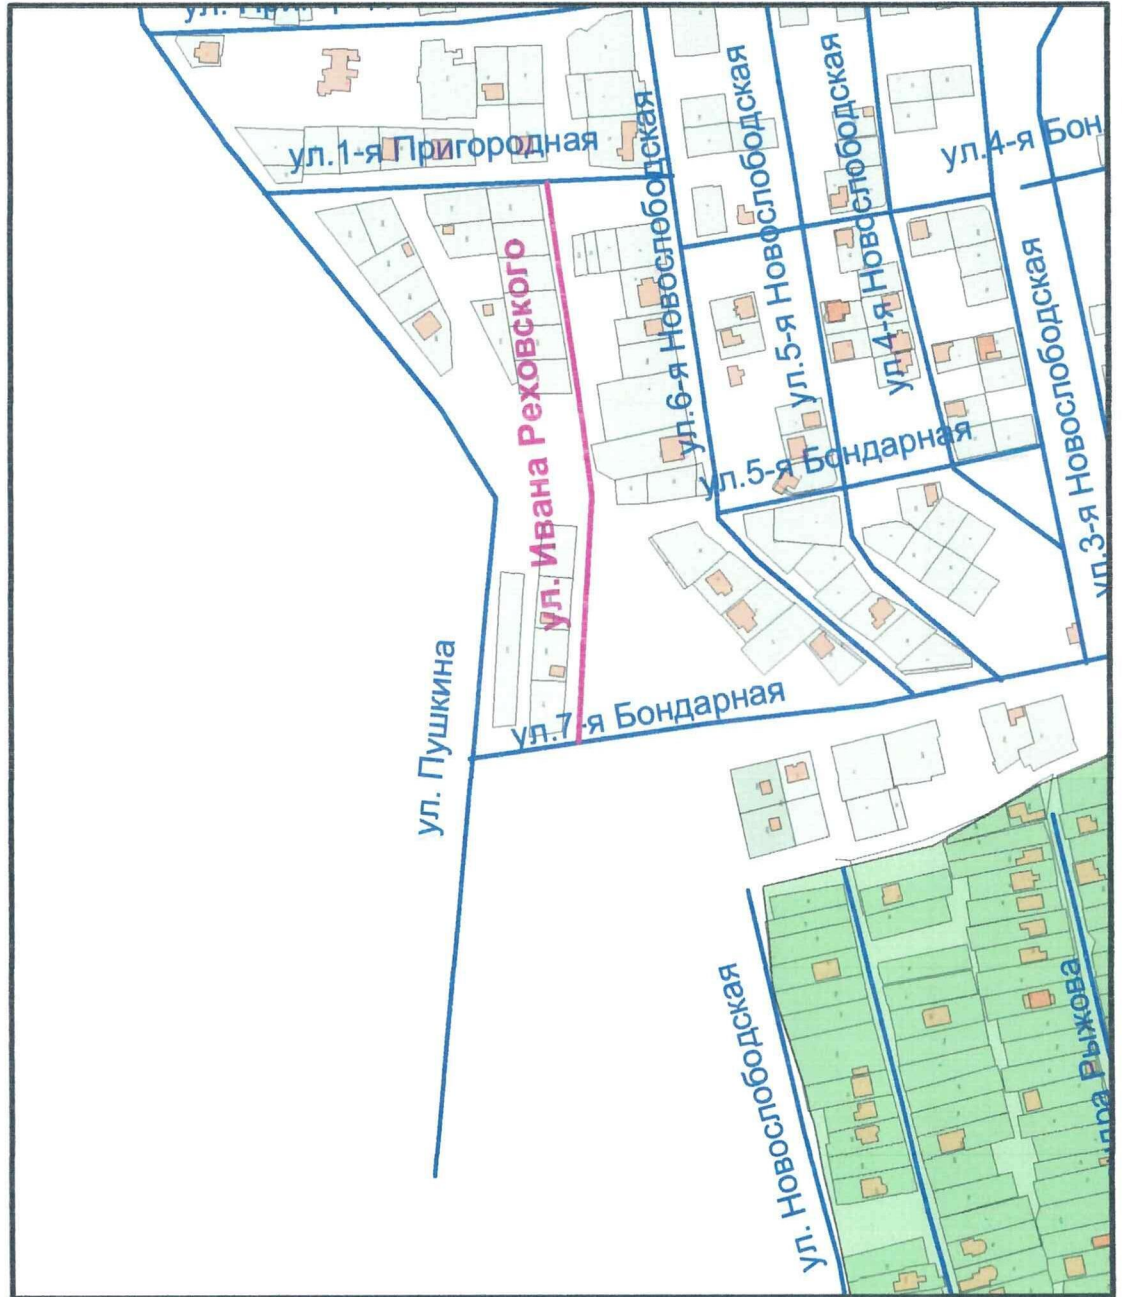 ул.1-я Пригородная
ул.6-я Новослободская
ул.5-я Новослободская
ул.4-я Новослободская
ул.4-я Бон
ул. Ивана Реховского
ул.3-я Новослободская
ул.5-я Бондарная
ул. Пушкина
ул.7-я Бондарная
ул. Новослободская
Рыжова